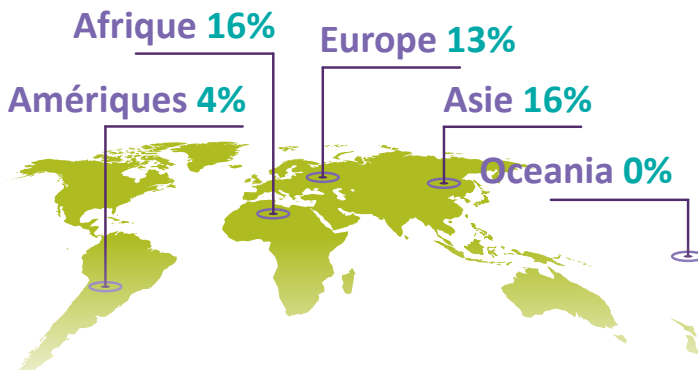 Afrique 16%
Europe 13%
Amériques 4%
Asie 16%
Oceania 0%